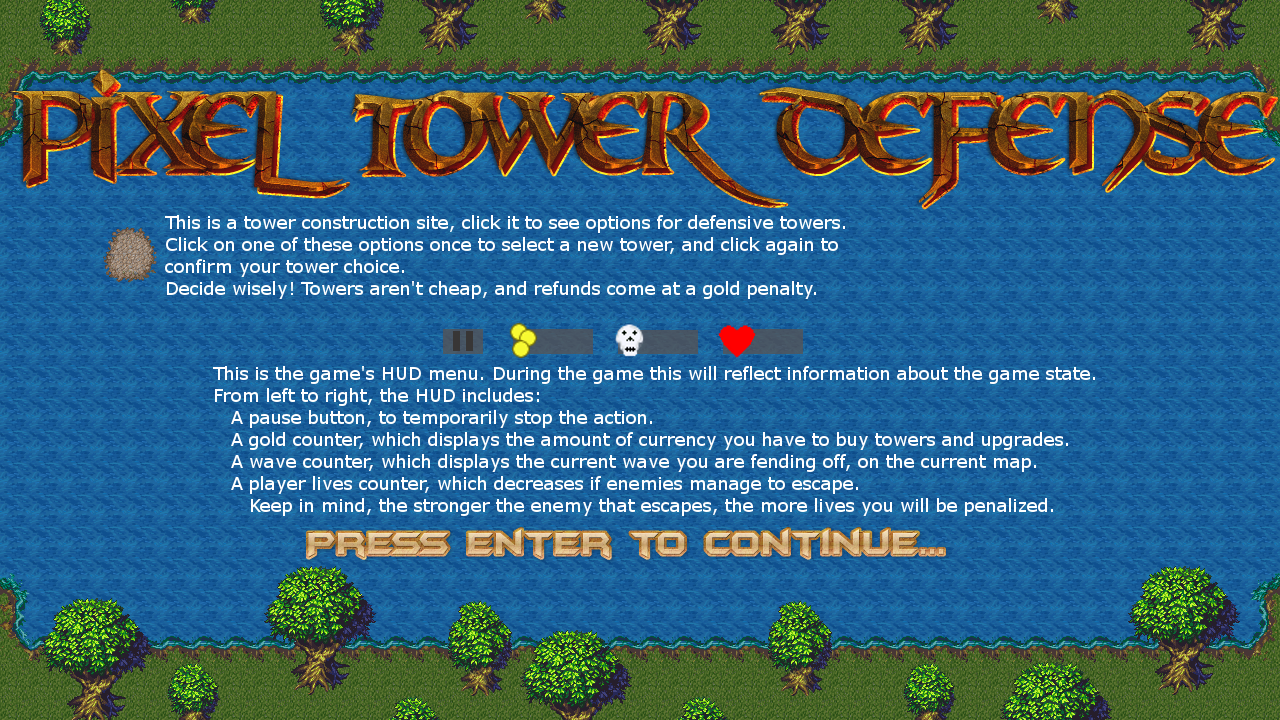 PIXEL TOWER DEFENSE
This is a tower construction site, click it to see options for defensive towers.
Click on one of these options once to select a new tower, and click again to
confirm your tower choice.
Decide wisely! Towers aren't cheap, and refunds come at a gold penalty.
This is the game's HUD menu. During the game this will reflect information about the game state.
From left to right, the HUD includes:
A pause button, to temporarily stop the action.
A gold counter, which displays the amount of currency you have to buy towers and upgrades.
A wave counter, which displays the current wave you are fending off, on the current map.
A player lives counter, which decreases if enemies manage to escape.
Keep in mind, the stronger the enemy that escapes, the more lives you will be penalized.
PRESS ENTER TO CONTINUE...